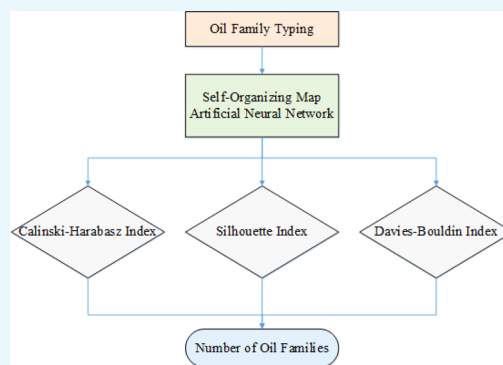 Oil Family Typing
Self-Organizing Map
Artificial Neural Network
Calinski-Harabasz Index
Silhouette Index
Davies-Bouldin Index
Number of Oil Families